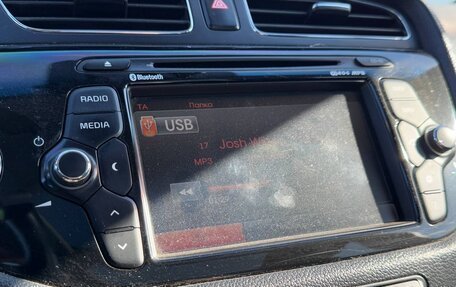 Bluetooth
RADIO
MEDIA
TA Папка
USB
17 Josh
MP3